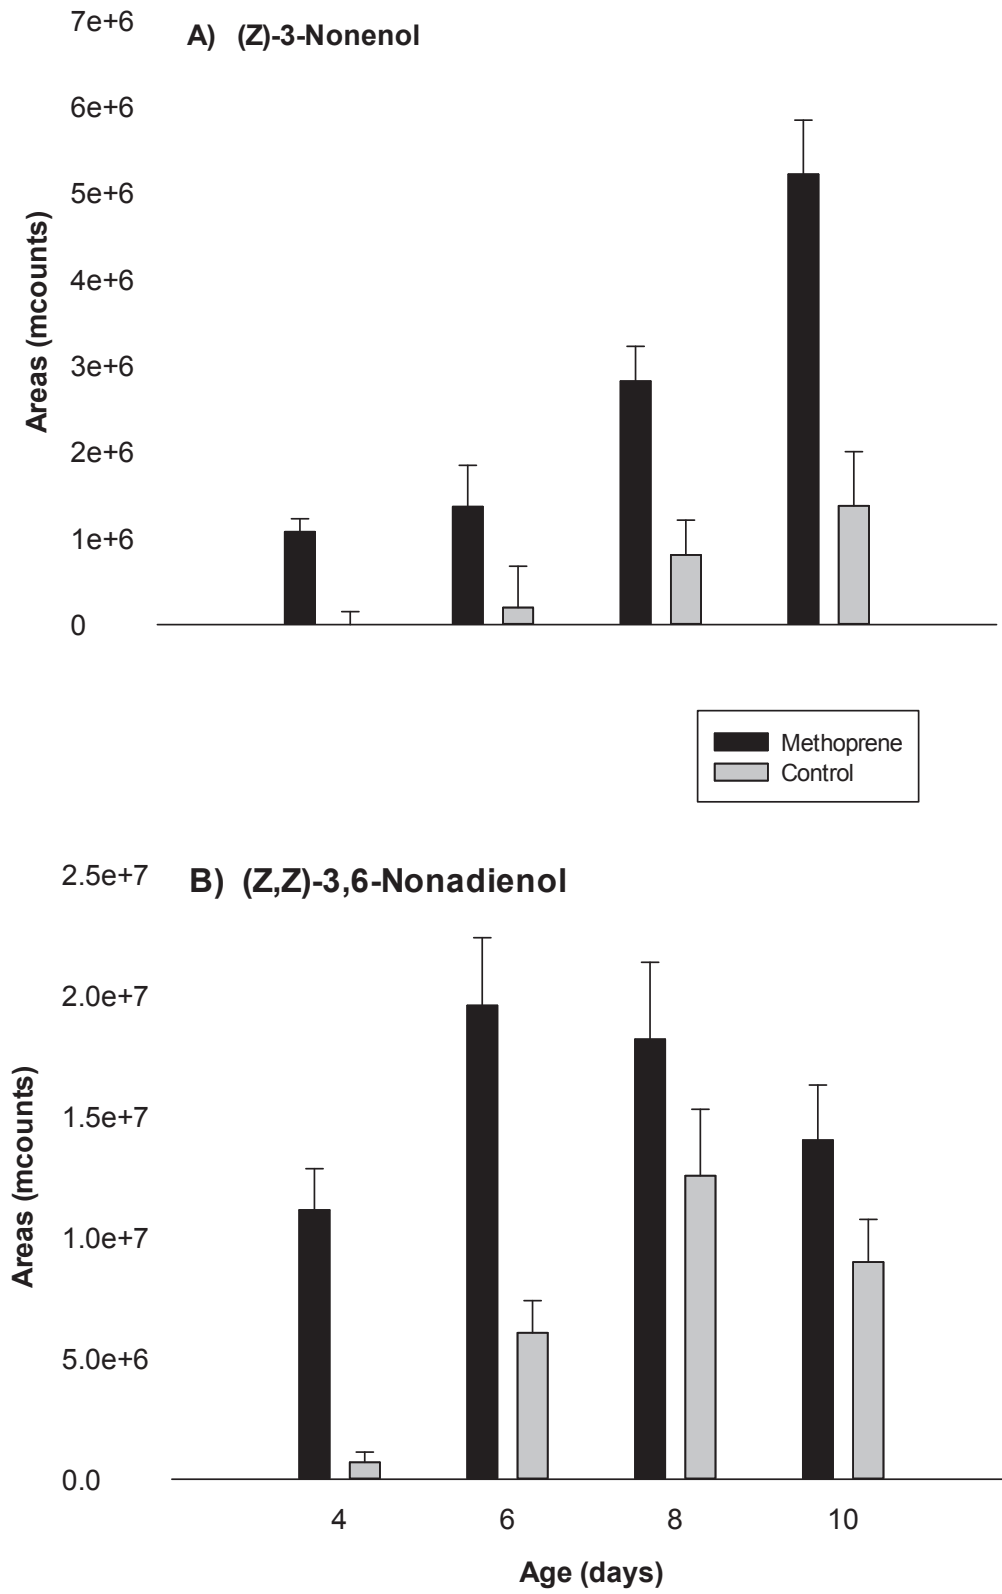 7e+6
A) (Z)-3-Nonenol
6e+6
5e+6
4e+6
3e+6
2e+6
1e+6
0
Areas (mcounts)
Methoprene
Control
2.5e+7
B) (Z,Z)-3,6-Nonadienol
2.0e+7
1.5e+7
1.0e+7
5.0e+6
0.0
Areas (mcounts)
4 6 8 10
Age (days)